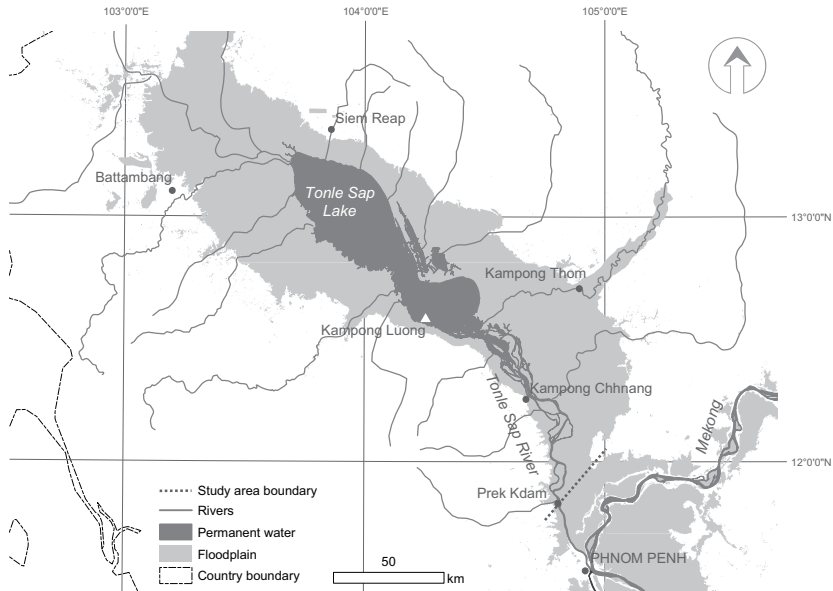 103°0'0"E
104°0'0"E
105°0'0"E
Siem Reap
Battambang
Tonle Sap
Lake
13°0'0"N
Kampong Thom
Kampong Luong
Tonle Sap River
Kampong Chhnang
Mekong
12°0'0"N
Prek Kdam
PHNOM PENH
Study area boundary
Rivers
Permanent water
Floodplain
Country boundary
50
km